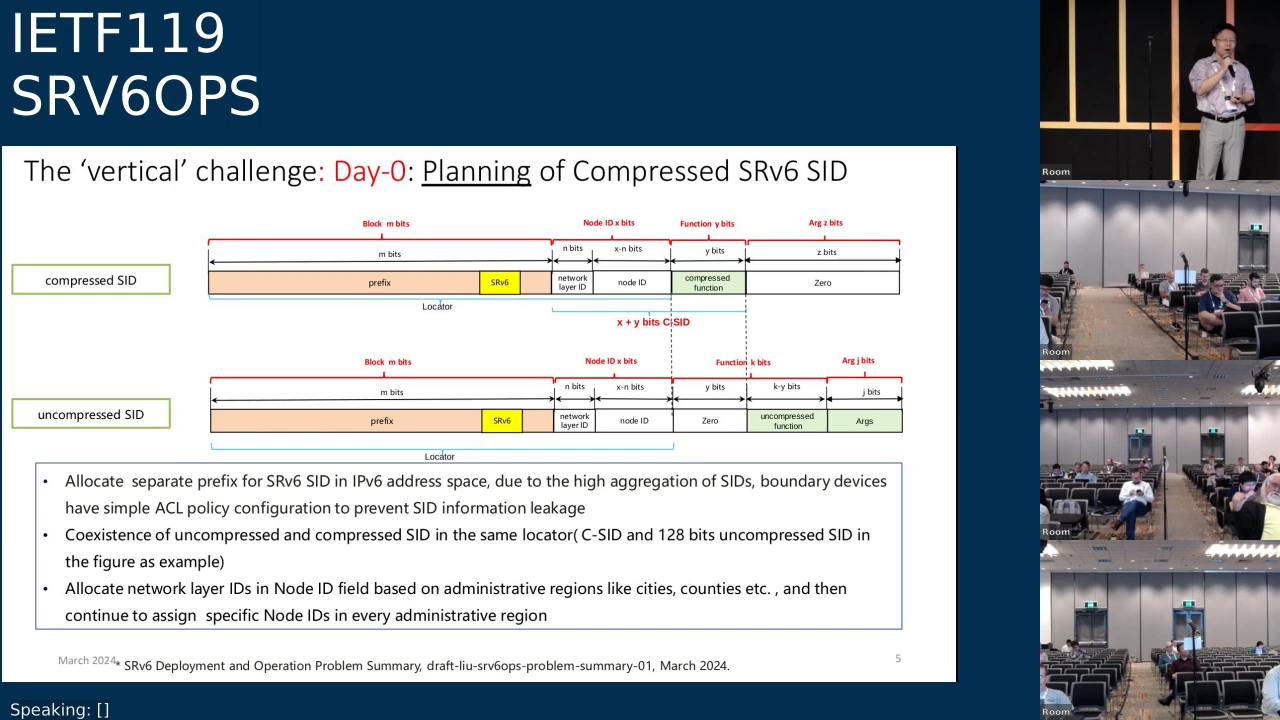 IETF119
SRV6OPS
The ‘vertical’ challenge: Day-0: Planning of Compressed SRv6 SID
Block m bits
Node ID x bits
Function y bits
Arg z bits
n bits
x-n bits
y bits
z bits
m bits
compressed SID
prefix
SRv6
network
layer ID
node ID
compressed
function
Zero
Locator
x + y bits C-SID
Block m bits
Node ID x bits
Function k bits
Arg j bits
n bits
x-n bits
y bits
k-y bits
j bits
m bits
uncompressed SID
prefix
SRv6
network
layer ID
node ID
Zero
uncompressed
function
Args
Locator
• Allocate separate prefix for SRv6 SID in IPv6 address space, due to the high aggregation of SIDs, boundary devices
have simple ACL policy configuration to prevent SID information leakage
• Coexistence of uncompressed and compressed SID in the same locator( C-SID and 128 bits uncompressed SID in
the figure as example)
• Allocate network layer IDs in Node ID field based on administrative regions like cities, counties etc. , and then
continue to assign specific Node IDs in every administrative region
March 2024
* SRv6 Deployment and Operation Problem Summary, draft-liu-srv6ops-problem-summary-01, March 2024.
5
Speaking: []
Room
Room
Room
Room